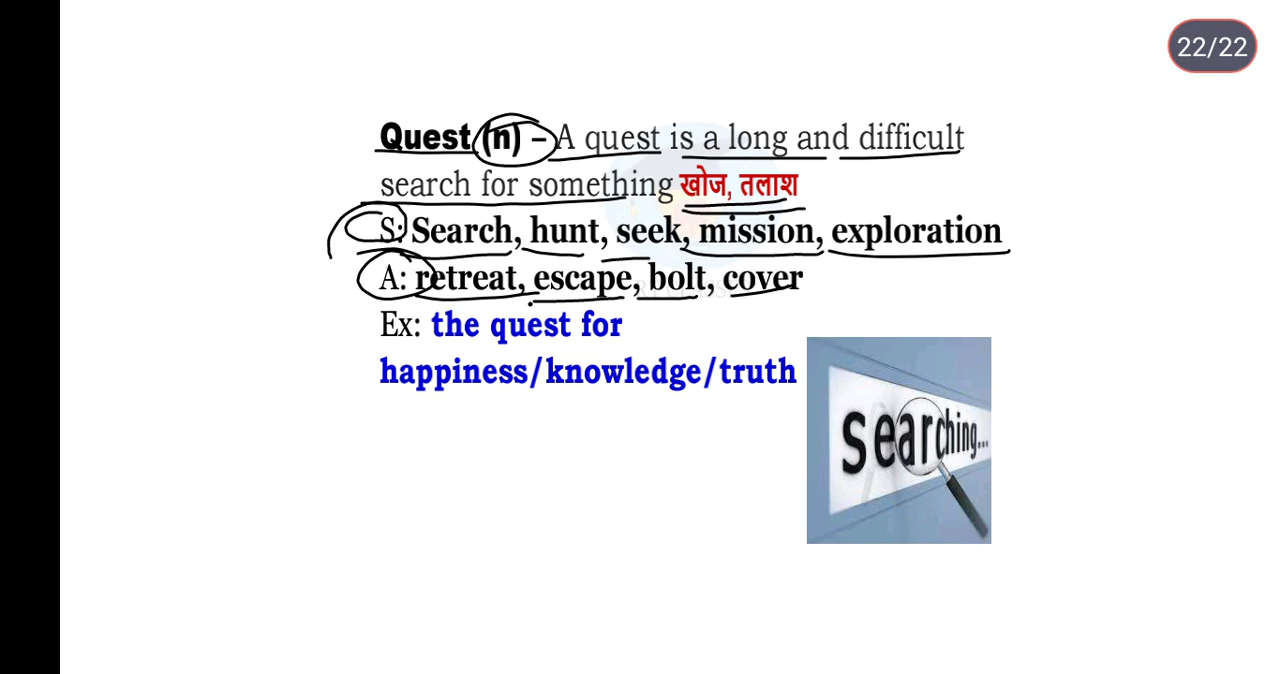 22/22
Quest (n) – A quest is a long and difficult
search for something खोज, तलाश
S: Search, hunt, seek, mission, exploration
A: retreat, escape, bolt, cover
Ex: the quest for
happiness/knowledge/truth
searching...